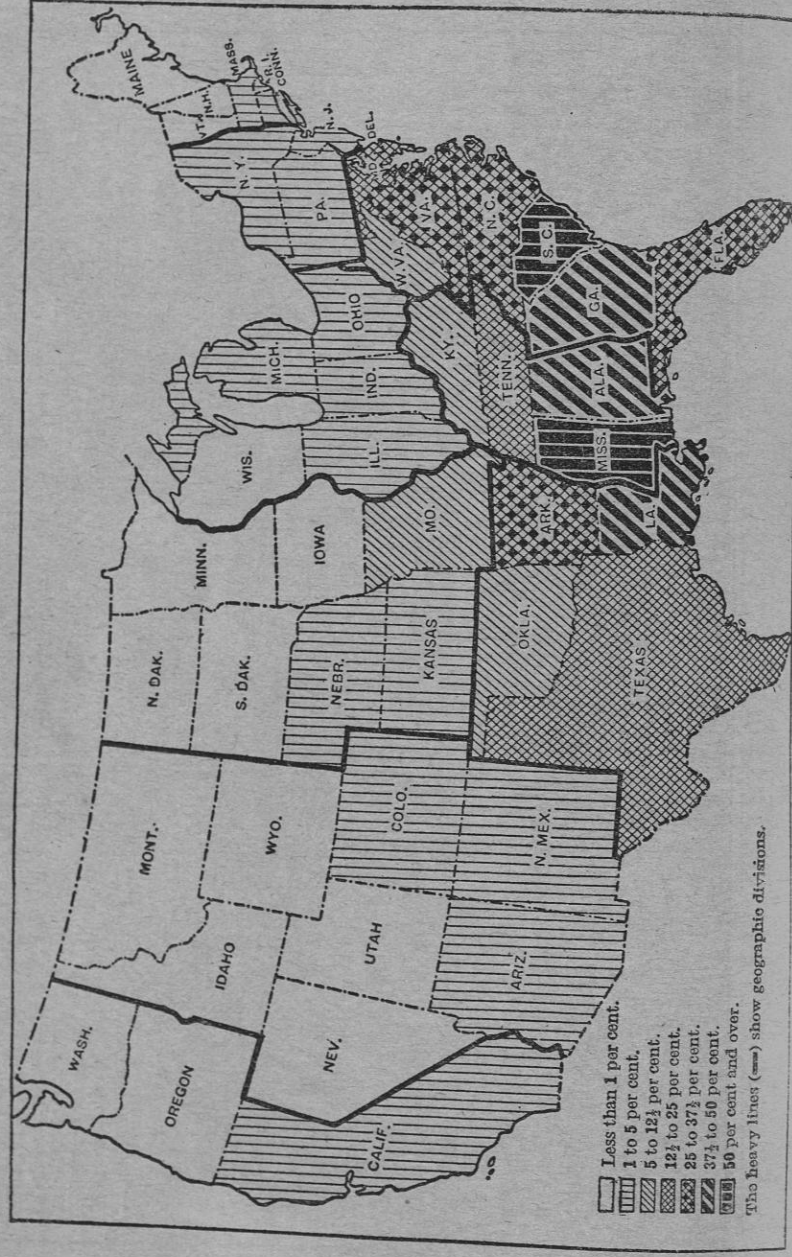 WASH.
OREGON
CALIF.
NEV.
IDAHO
MONT.
WYO.
UTAH
ARIZ.
COLO.
N. MEX.
N. DAK.
S. DAK.
NEBR.
KANSAS
OKLA.
TEXAS
MINN.
IOWA
MO.
ARK.
LA.
WIS.
ILL.
MICH.
IND.
OHIO
KY.
TENN.
MISS.
ALA.
GA.
FLA.
S. C.
N. C.
VA.
W. VA.
DEL.
N. J.
PA.
N. Y.
VT.
N. H.
MAINE
MASS.
R. I.
CONN.
Less than 1 per cent.
1 to 5 per cent.
5 to 12½ per cent.
12½ to 25 per cent.
25 to 37½ per cent.
37½ to 50 per cent.
50 per cent and over.
The heavy lines (▬) show geographic divisions.